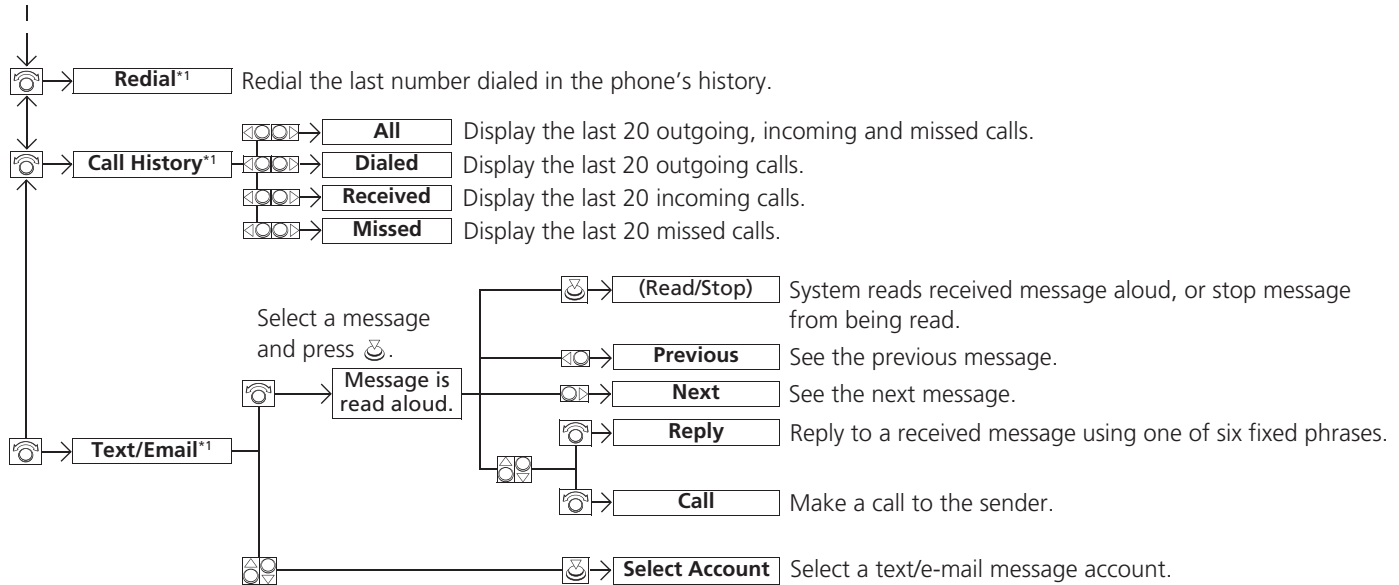 Redial*1 Redial the last number dialed in the phone’s history.
All Display the last 20 outgoing, incoming and missed calls.
Call History*1 Dialed Display the last 20 outgoing calls.
Received Display the last 20 incoming calls.
Missed Display the last 20 missed calls.
(Read/Stop) System reads received message aloud, or stop message
from being read.
Select a message
and press .
Previous See the previous message.
Message is
read aloud.
Next See the next message.
Reply Reply to a received message using one of six fixed phrases.
Text/Email*1
Call Make a call to the sender.
Select Account Select a text/e-mail message account.